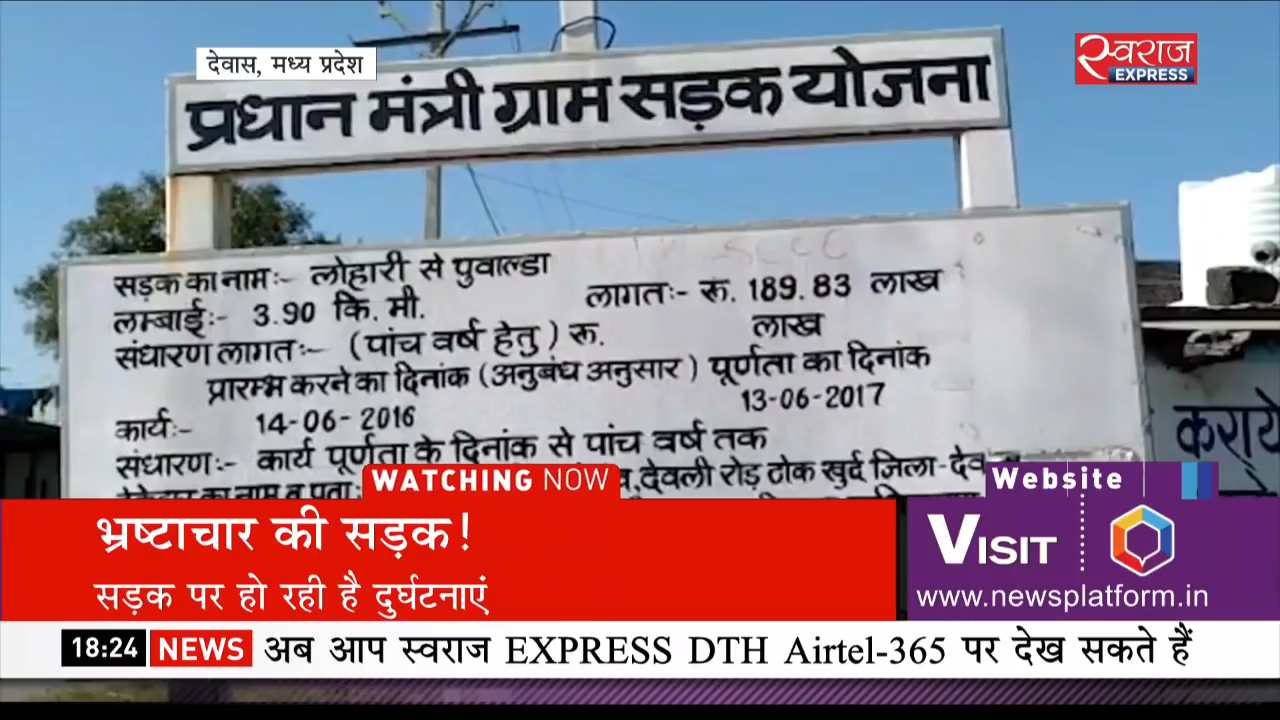 देवास, मध्य प्रदेश
स्वराज
EXPRESS
प्रधान मंत्री ग्राम सड़क योजना
सड़क का नाम:- लोहारी से पुवाल्डा
लम्बाई:- 3.90 कि. मी. लागत:- रू. 189.83 लाख
संधारण लागत:- (पांच वर्ष हेतु) रू. लाख
प्रारम्भ करने का दिनांक (अनुबंध अनुसार) पूर्णता का दिनांक
कार्य:- 14-06-2016 13-06-2017
संधारण:- कार्य पूर्णता के दिनांक से पांच वर्ष तक
का नाम व पता: देवली रोड़ टोंक खुर्द जिला-
कराये
WATCHING NOW
भ्रष्टाचार की सड़क!
सड़क पर हो रही है दुर्घटनाएं
Website
VISIT
www.newsplatform.in
18:24 NEWS अब आप स्वराज EXPRESS DTH Airtel-365 पर देख सकते हैं